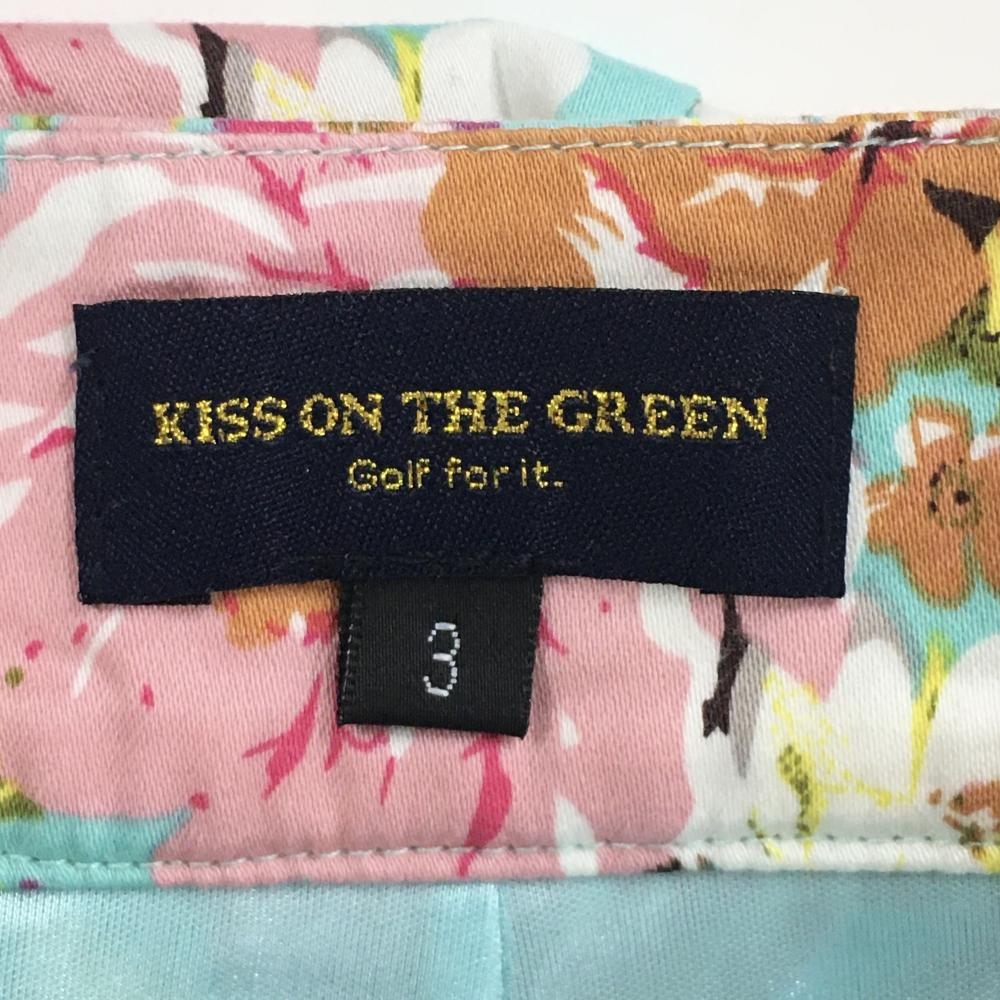 KISS ON THE GREEN
Golf for it.
3